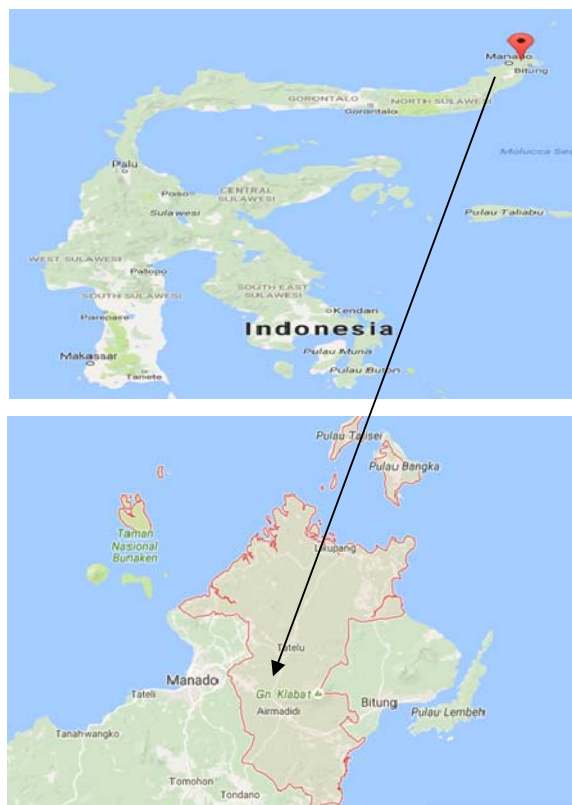 Manado
Bitung
GORONTALO
NORTH SULAWESI
Gorontalo
Molucca Sea
Palu
Poso
CENTRAL
SULAWESI
Sulawesi
Pulau Taliabu
WEST SULAWESI
Palopo
SOUTH EAST
SULAWESI
SOUTH SULAWESI
Kendari
Parepare
Indonesia
Pulau Muna
Makassar
Pulau Buton
Tanete
Pulau Talisei
Pulau Bangka
Taman
Nasional
Bunaken
Likupang
Tatelu
Manado
Gn. Klabat
Tateli
Bitung
Airmadidi
Pulau Lembeh
Tanahwangko
Tomohon
Tondano